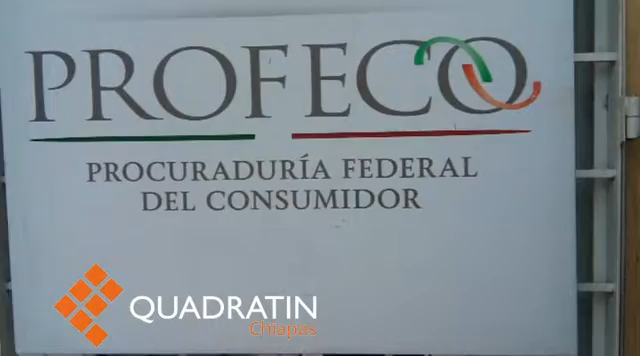 PROFECO
PROCURADURÍA FEDERAL
DEL CONSUMIDOR
QUADRATIN
Chiapas